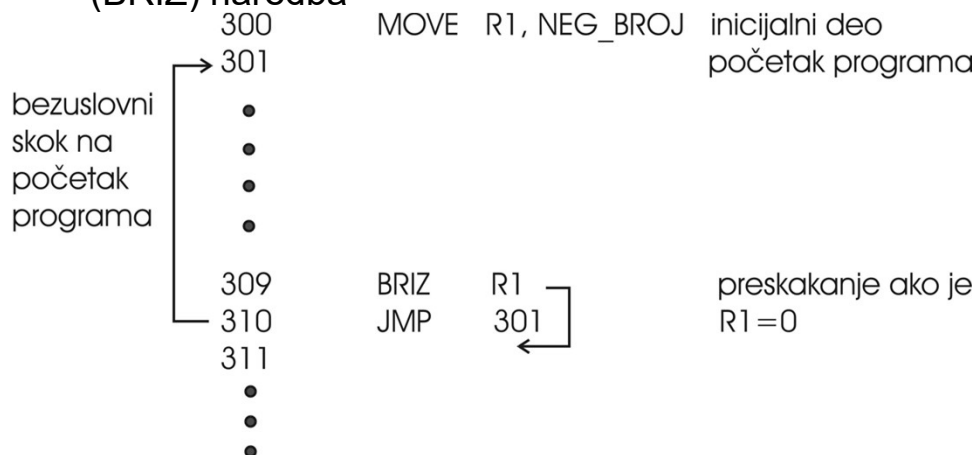 (BRIZ) naredba
300 MOVE R1, NEG_BROJ inicijalni deo
301 početak programa
bezuslovni
skok na
početak
programa
309 BRIZ R1 preskakanje ako je
310 JMP 301 R1=0
311